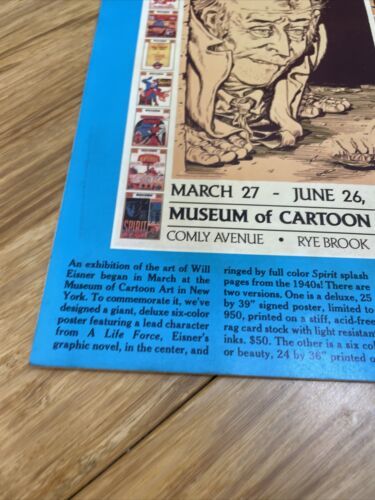 SPIRIT
MARCH 27 - JUNE 26,
MUSEUM of CARTOON
COMLY AVENUE • RYE BROOK
An exhibition of the art of Will
Eisner began in March at the
Museum of Cartoon Art in New
York. To commemorate it, we've
designed a giant, deluxe six-color
poster featuring a lead character
from A Life Force, Eisner's
graphic novel, in the center, and
ringed by full color Spirit splash
pages from the 1940s! There are
two versions. One is a deluxe, 25
by 39" signed poster, limited to
950, printed on a stiff, acid-free
rag card stock with light resistan
inks. $50. The other is a six col
or beauty, 24 by 36" printed o